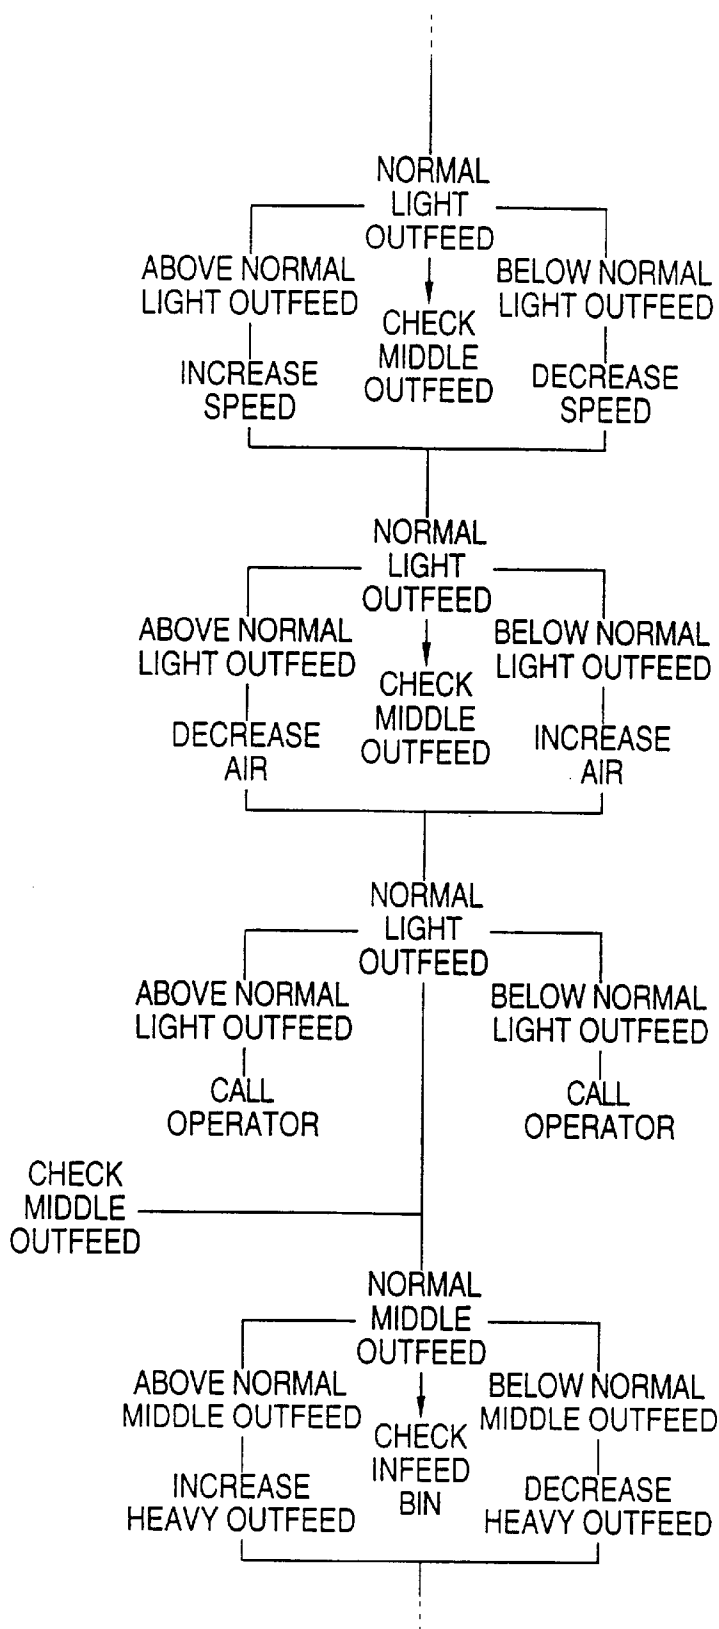 NORMAL
LIGHT
OUTFEED
ABOVE NORMAL
LIGHT OUTFEED
INCREASE
SPEED
CHECK
MIDDLE
OUTFEED
BELOW NORMAL
LIGHT OUTFEED
DECREASE
SPEED
NORMAL
LIGHT
OUTFEED
ABOVE NORMAL
LIGHT OUTFEED
DECREASE
AIR
CHECK
MIDDLE
OUTFEED
BELOW NORMAL
LIGHT OUTFEED
INCREASE
AIR
NORMAL
LIGHT
OUTFEED
ABOVE NORMAL
LIGHT OUTFEED
CALL
OPERATOR
BELOW NORMAL
LIGHT OUTFEED
CALL
OPERATOR
CHECK
MIDDLE
OUTFEED
NORMAL
MIDDLE
OUTFEED
ABOVE NORMAL
MIDDLE OUTFEED
INCREASE
HEAVY OUTFEED
CHECK
INFEED
BIN
BELOW NORMAL
MIDDLE OUTFEED
DECREASE
HEAVY OUTFEED